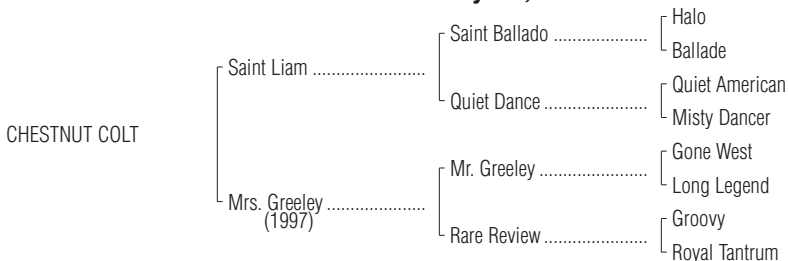 Halo
Saint Ballado ......................
Ballade
Saint Liam ........................
Quiet American
Quiet Dance ......................
Misty Dancer
CHESTNUT COLT
Gone West
Mr. Greeley .......................
Long Legend
Mrs. Greeley .....................
(1997)
Groovy
Rare Review ......................
Royal Tantrum